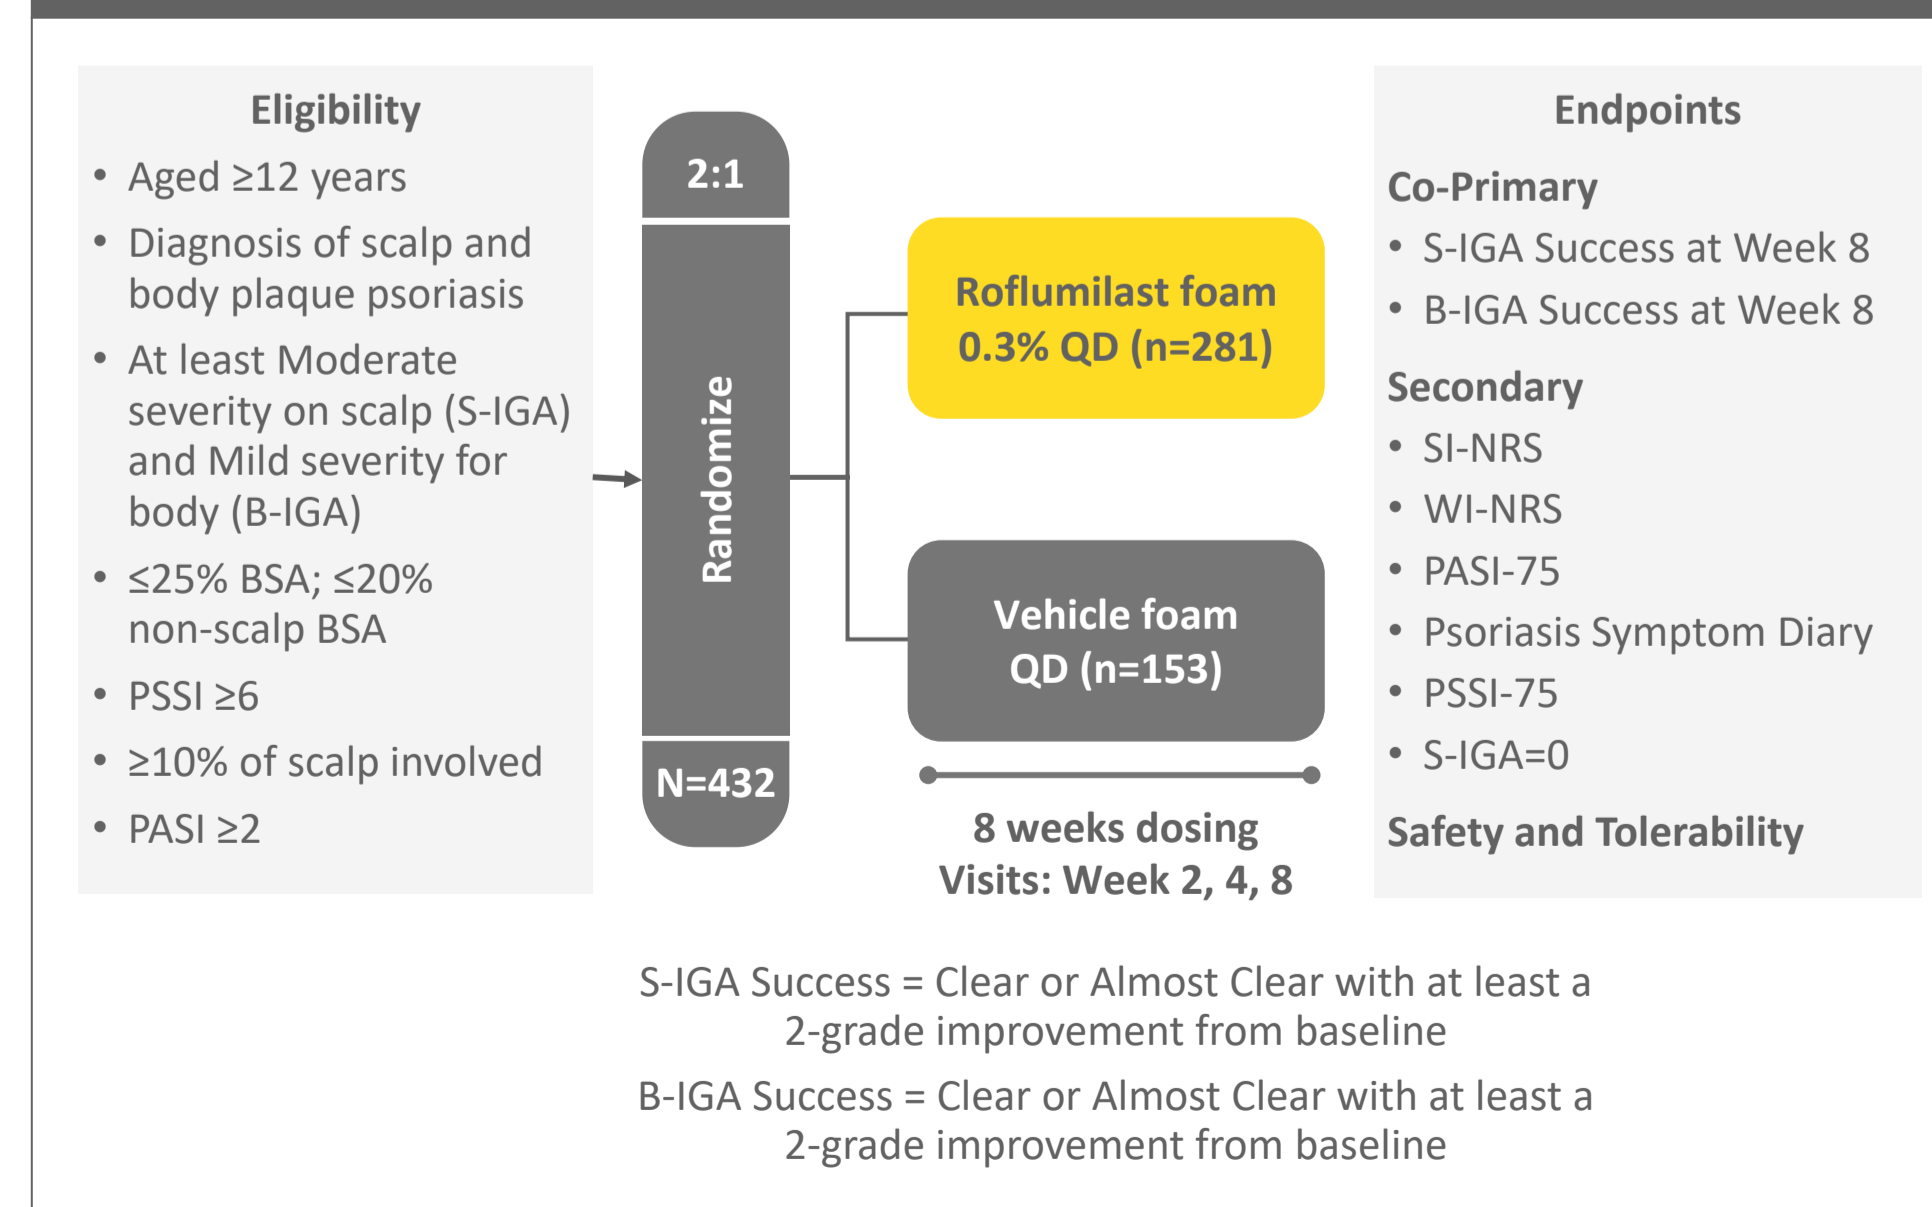 Eligibility
• Aged ≥12 years
• Diagnosis of scalp and
body plaque psoriasis
• At least Moderate
severity on scalp (S-IGA)
and Mild severity for
body (B-IGA)
• ≤25% BSA; ≤20%
non-scalp BSA
• PSSI ≥6
• ≥10% of scalp involved
• PASI ≥2
2:1
Randomize
N=432
Roflumilast foam
0.3% QD (n=281)
Vehicle foam
QD (n=153)
8 weeks dosing
Visits: Week 2, 4, 8
Endpoints
Co-Primary
• S-IGA Success at Week 8
• B-IGA Success at Week 8
Secondary
• SI-NRS
• WI-NRS
• PASI-75
• Psoriasis Symptom Diary
• PSSI-75
• S-IGA=0
Safety and Tolerability
S-IGA Success = Clear or Almost Clear with at least a
2-grade improvement from baseline
B-IGA Success = Clear or Almost Clear with at least a
2-grade improvement from baseline